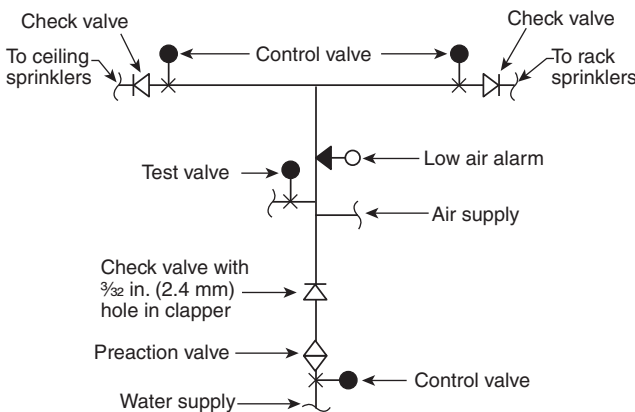 Check valve
Control valve
Check valve
To ceiling
sprinklers
To rack
sprinklers
Test valve
Low air alarm
Air supply
Check valve with
3⁄32 in. (2.4 mm)
hole in clapper
Preaction valve
Control valve
Water supply